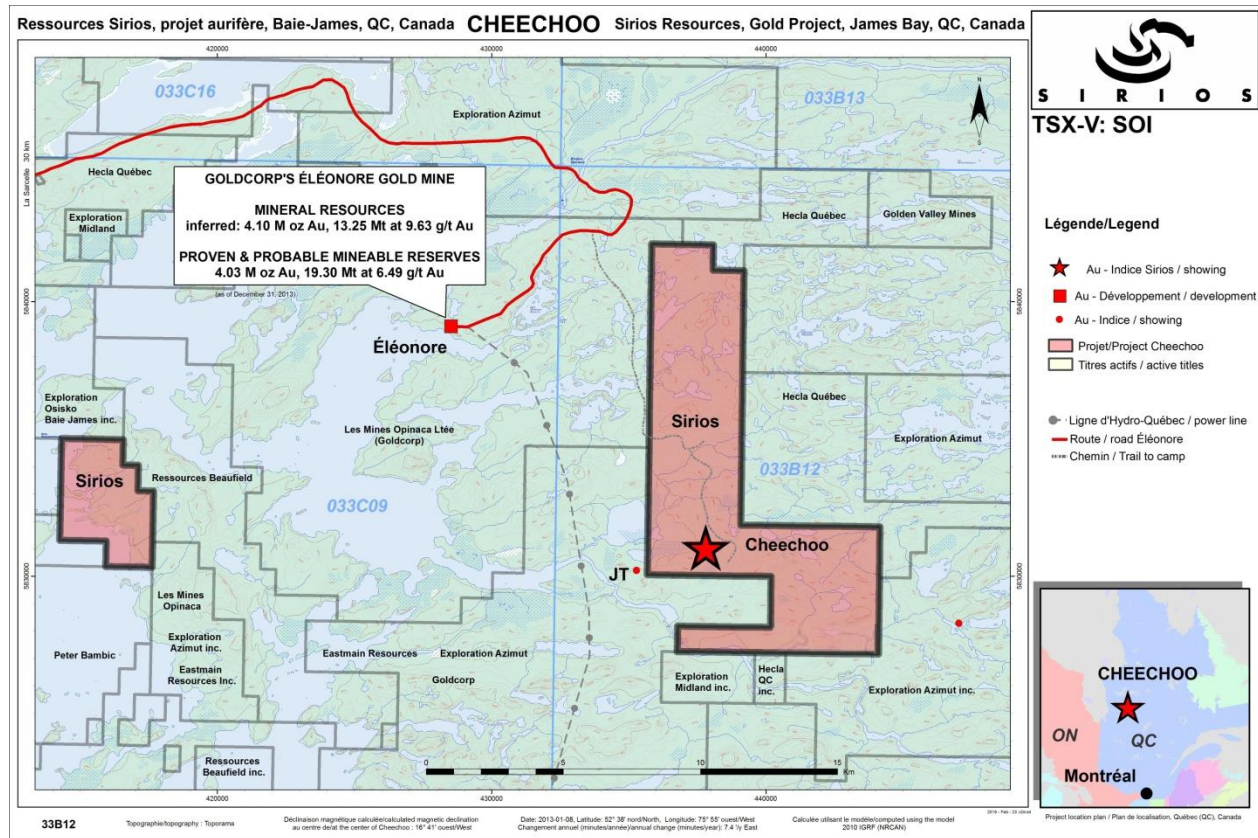 Ressources Sirios, projet aurifère, Baie-James, QC, Canada CHEECHOO Sirios Resources, Gold Project, James Bay, QC, Canada
420000 430000 440000
033C16
033B13
Exploration Azimut
N
S
La Sarcelle 30 km
Hecla Québec
Exploration
Midland
GOLDCORP'S ÉLÉONORE GOLD MINE
MINERAL RESOURCES
inferred: 4.10 M oz Au, 13.25 Mt at 9.63 g/t Au
PROVEN & PROBABLE MINEABLE RESERVES
4.03 M oz Au, 19.30 Mt at 6.49 g/t Au
(as of December 31, 2013)
Hecla Québec
Golden Valley Mines
5840000
5840000
Éléonore
Exploration
Osisko
Baie James inc.
Les Mines Opinaca Ltée
(Goldcorp)
Sirios
Hecla Québec
Exploration Azimut
Sirios
Ressources Beaufield
033C09
033B12
Cheechoo
JT
5830000
5830000
Les Mines
Opinaca
Exploration
Azimut inc.
Eastmain
Resources Inc.
Peter Bambic
Eastmain Resources
Exploration Azimut
Goldcorp
Exploration
Midland inc.
Hecla
QC
inc.
Exploration Azimut inc.
Ressources
Beaufield inc.
0 5 10 15
Km
420000 430000 440000
33B12
Topographie/topography : Toporama
Déclinaison magnétique calculée/calculated magnetic declination
au centre de/at the center of Cheechoo : 16° 41' ouest/West
Date: 2013-01-08, Latitude: 52° 38' nord/North, Longitude: 75° 55' ouest/West
Changement annuel (minutes/année)/annual change (minutes/year): 7.4 'y East
Calculée utilisant le modèle/computed using the model
2010 IGRF (NRCAN)
SIRIOS
TSX-V: SOI
Légende/Legend
Au - Indice Sirios / showing
Au - Développement / development
Au - Indice / showing
Projet/Project Cheechoo
Titres actifs / active titles
Ligne d'Hydro-Québec / power line
Route / road Éléonore
Chemin / Trail to camp
CHEECHOO
ON
QC
Montréal
Project location plan / Plan de localisation, Québec (QC), Canada